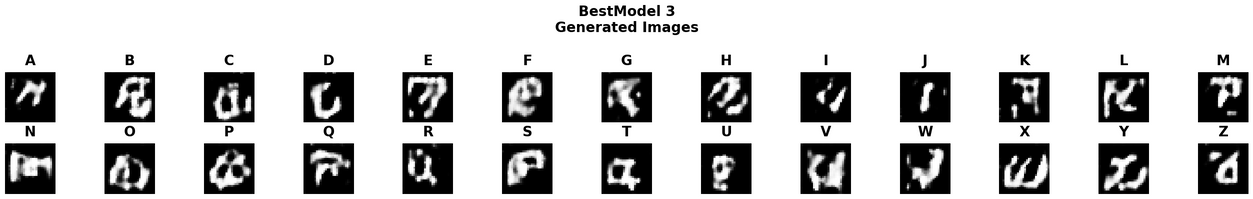 BestModel 3
Generated Images
A B C D E F G H I J K L M
N O P Q R S T U V W X Y Z